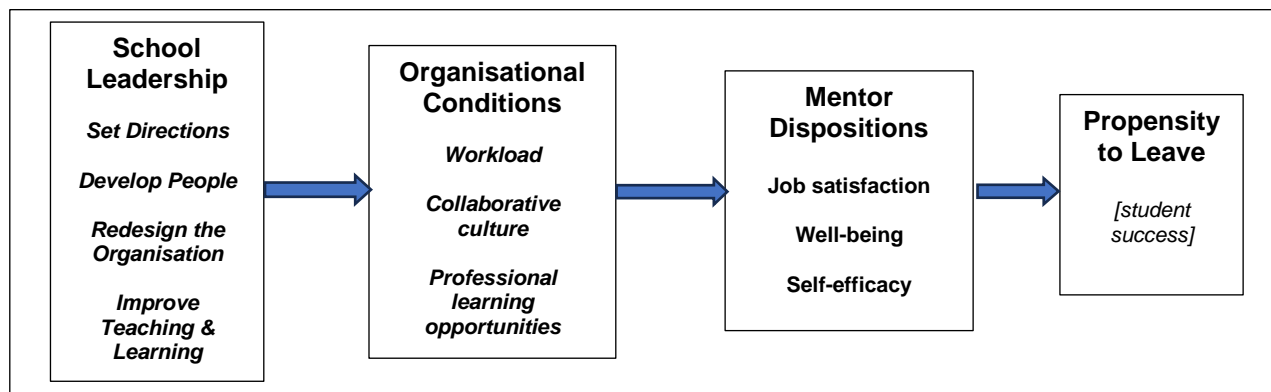 School
Leadership
Set Directions
Develop People
Redesign the
Organisation
Improve
Teaching &
Learning
Organisational
Conditions
Workload
Collaborative
culture
Professional
learning
opportunities
Mentor
Dispositions
Job satisfaction
Well-being
Self-efficacy
Propensity
to Leave
[student
success]